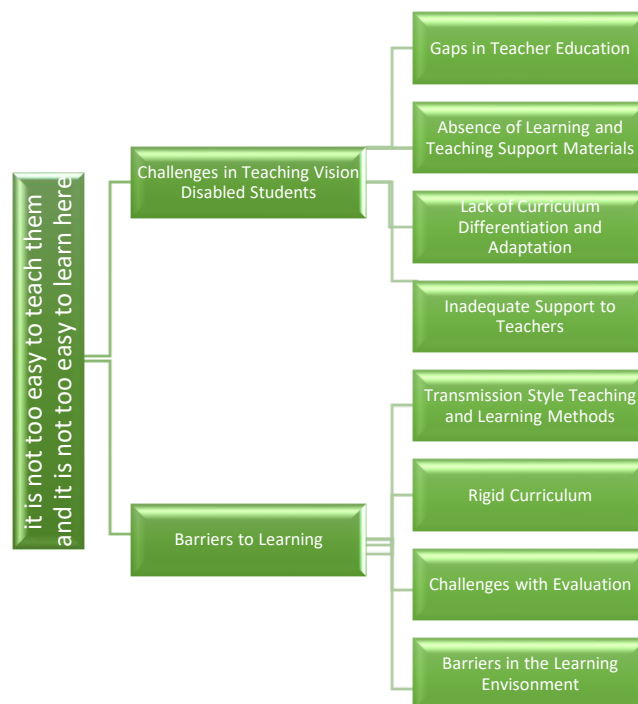 it is not too easy to teach them
and it is not too easy to learn here
Challenges in Teaching Vision
Disabled Students
Gaps in Teacher Education
Absence of Learning and
Teaching Support Materials
Lack of Curriculum
Differentiation and
Adaptation
Inadequate Support to
Teachers
Barriers to Learning
Transmission Style Teaching
and Learning Methods
Rigid Curriculum
Challenges with Evaluation
Barriers in the Learning
Envisonment